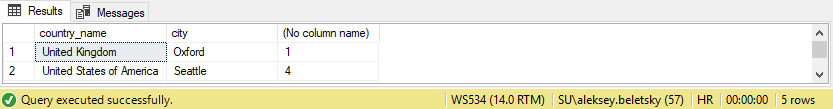 Results Messages
country_name city (No column name)
1 United Kingdom Oxford 1
2 United States of America Seattle 4
Query executed successfully. WS534 (14.0 RTM) SU\aleksey.beletsky (57) HR 00:00:00 5 rows